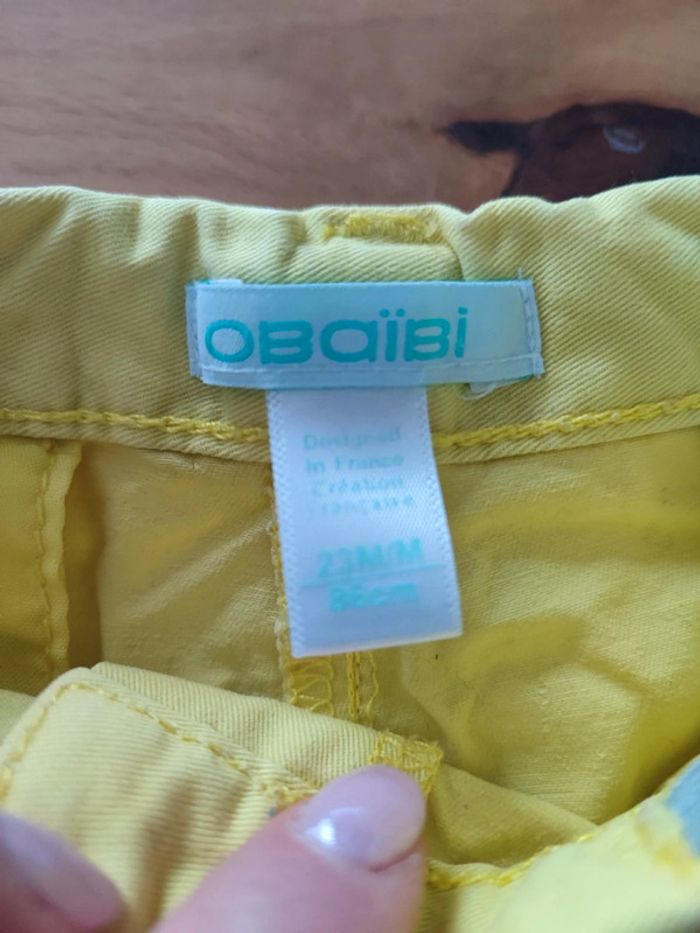 obaïbi
Designed
in France
Création
Française
23M/M
86cm